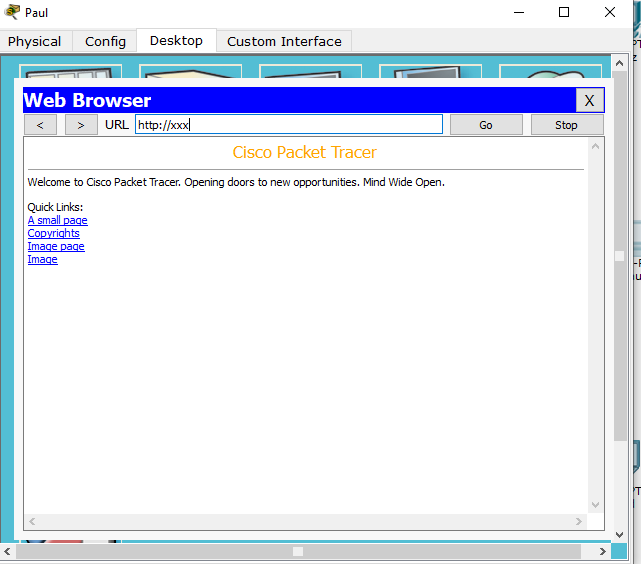 Paul
Physical Config Desktop Custom Interface
Web Browser X
< > URL http://xxx Go Stop
Cisco Packet Tracer
Welcome to Cisco Packet Tracer. Opening doors to new opportunities. Mind Wide Open.
Quick Links:
A small page
Copyrights
Image page
Image